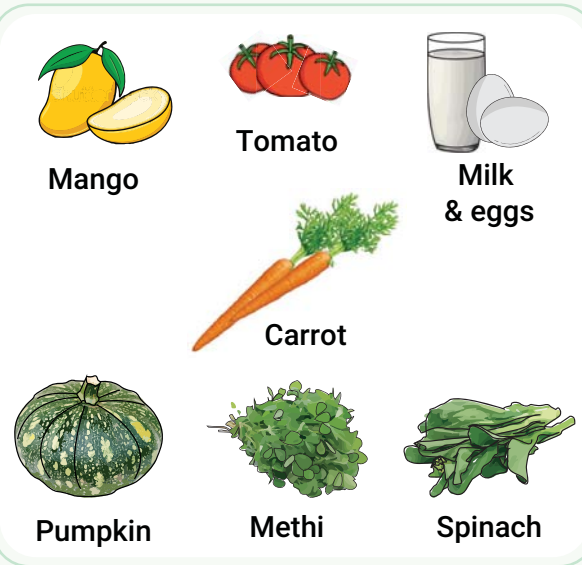 Mango
Tomato
Milk
& eggs
Carrot
Pumpkin
Methi
Spinach